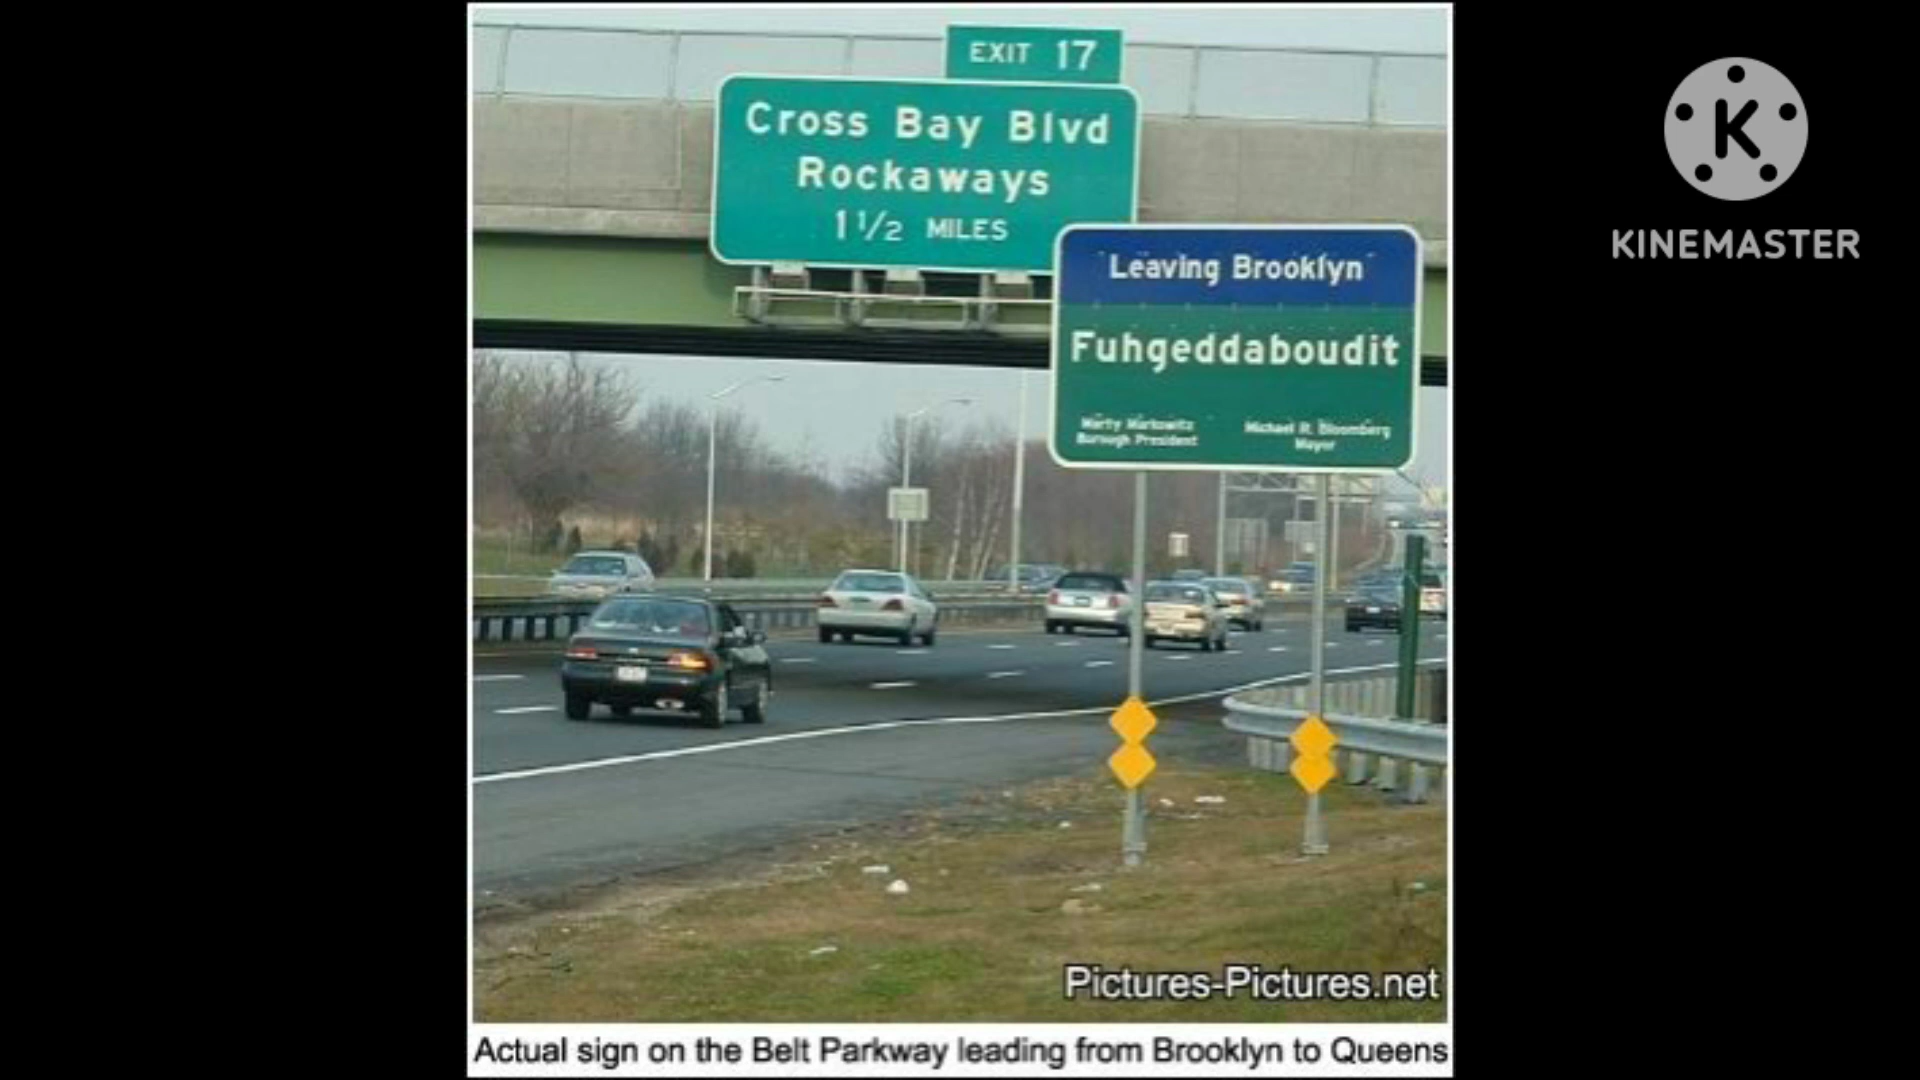 EXIT 17
Cross Bay Blvd
Rockaways
1 1/2 MILES
Leaving Brooklyn
Fuhgeddaboudit
Marty Markowitz
Borough President
Michael R. Bloomberg
Mayor
K
KINEMASTER
Pictures-Pictures.net
Actual sign on the Belt Parkway leading from Brooklyn to Queens